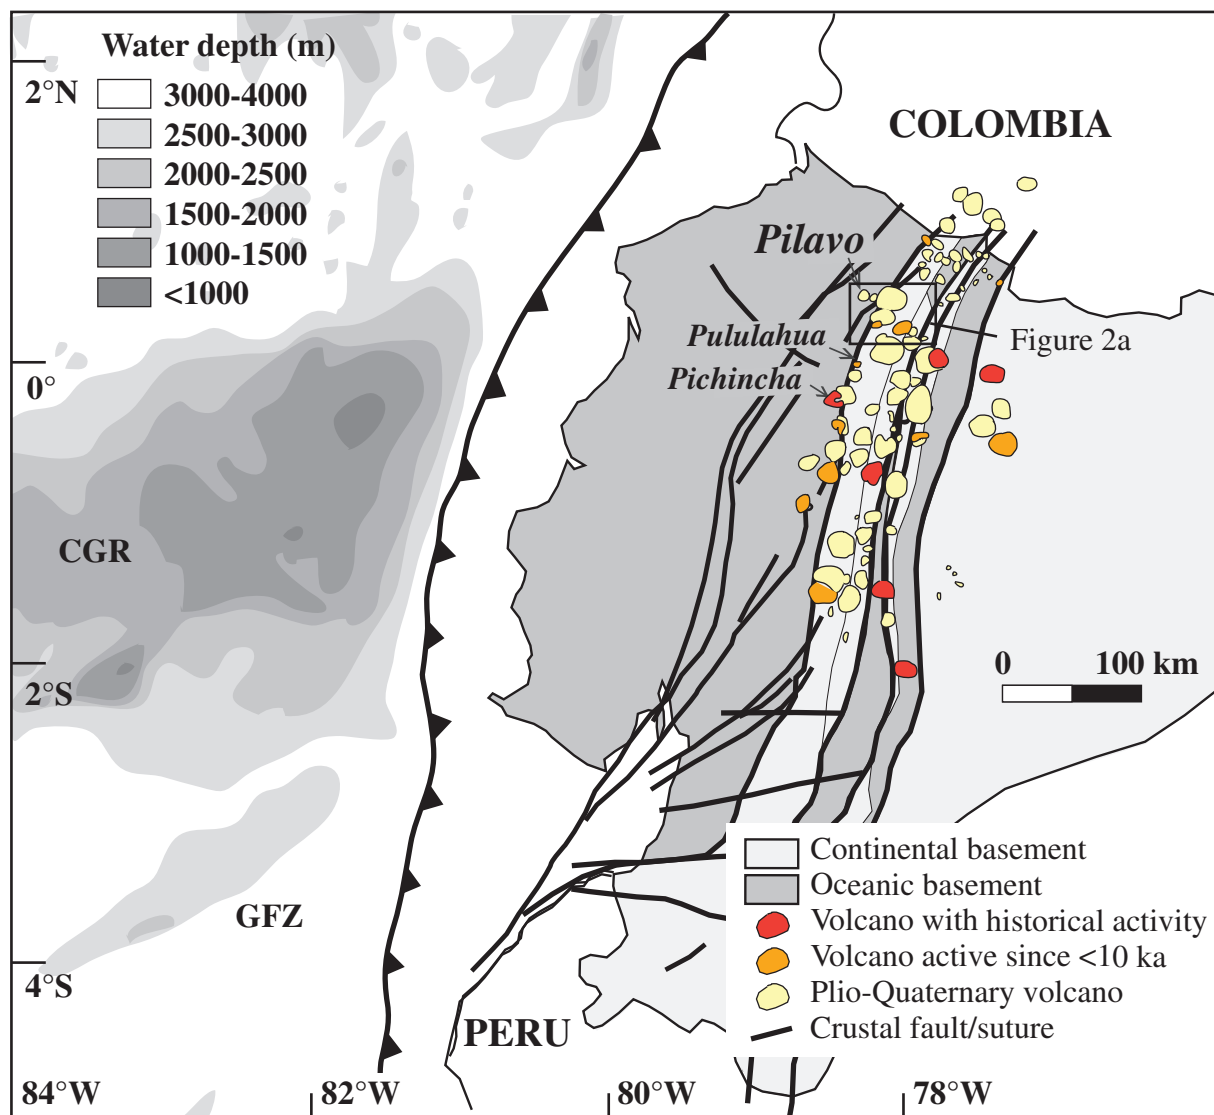 Water depth (m)
3000-4000
2500-3000
2000-2500
1500-2000
1000-1500
<1000
2°N
COLOMBIA
Pilavo
Pululahua
Figure 2a
0°
Pichincha
CGR
0 100 km
2°S
Continental basement
Oceanic basement
GFZ
Volcano with historical activity
Volcano active since <10 ka
4°S
Plio-Quaternary volcano
PERU
Crustal fault/suture
84°W 82°W 80°W 78°W